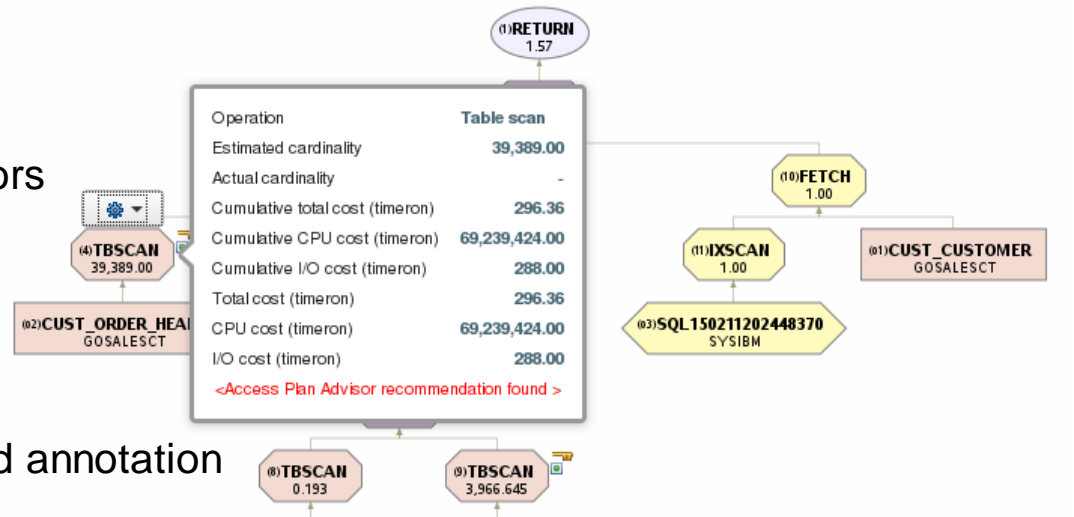 (1)RETURN
1.57
ors
Operation Table scan
Estimated cardinality 39,389.00
Actual cardinality -
Cumulative total cost (timeron) 296.36
Cumulative CPU cost (timeron) 69,239,424.00
Cumulative I/O cost (timeron) 288.00
Total cost (timeron) 296.36
CPU cost (timeron) 69,239,424.00
I/O cost (timeron) 288.00
<Access Plan Advisor recommendation found >
(4)TBSCAN
39,389.00
(o2)CUST_ORDER_HEA
GOSALESCT
(10)FETCH
1.00
(11)IXSCAN
1.00
(o1)CUST_CUSTOMER
GOSALESCT
(o3)SQL150211202448370
SYSIBM
d annotation
(8)TBSCAN
0.193
(9)TBSCAN
3,966.645